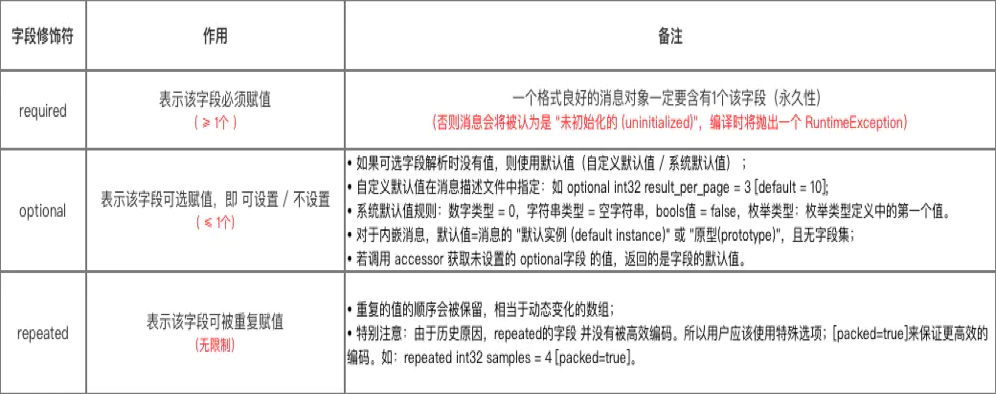 字段修饰符
作用
备注
required
表示该字段必须赋值
（ ≥ 1个 ）
一个格式良好的消息对象一定要含有1个该字段（永久性）
(否则消息会将被认为是 "未初始化的 (uninitialized)"，编译时将抛出一个 RuntimeException)
optional
表示该字段可选赋值，即 可设置 / 不设置
（ ≤ 1个）
• 如果可选字段解析时没有值，则使用默认值（自定义默认值 / 系统默认值）；
• 自定义默认值在消息描述文件中指定：如 optional int32 result_per_page = 3 [default = 10];
• 系统默认值规则：数字类型 = 0，字符串类型 = 空字符串，bools值 = false，枚举类型：枚举类型定义中的第一个值。
• 对于内嵌消息，默认值=消息的 "默认实例 (default instance)" 或 "原型(prototype)"，且无字段集；
• 若调用 accessor 获取未设置的 optional字段 的值，返回的是字段的默认值。
repeated
表示该字段可被重复赋值
(无限制)
• 重复的值的顺序会被保留，相当于动态变化的数组；
• 特别注意：由于历史原因，repeated的字段 并没有被高效编码。所以用户应该使用特殊选项；[packed=true]来保证更高效的
编码。如：repeated int32 samples = 4 [packed=true]。